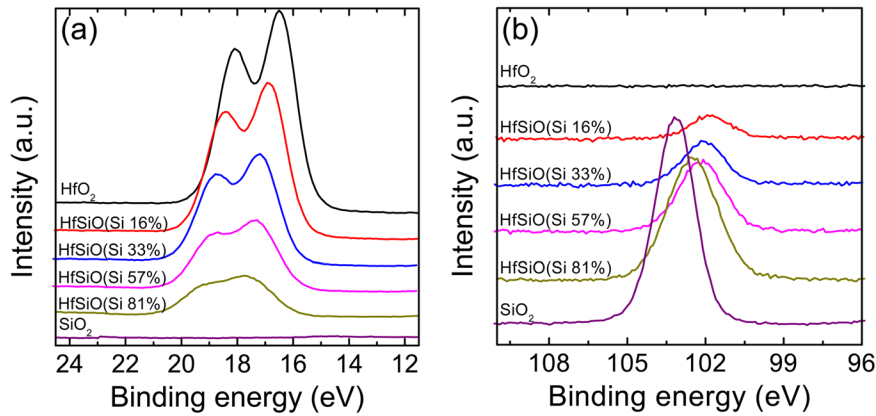 (a)
Intensity (a.u.)
HfO₂
HfSiO(Si 16%)
HfSiO(Si 33%)
HfSiO(Si 57%)
HfSiO(Si 81%)
SiO₂
24 22 20 18 16 14 12
Binding energy (eV)
(b)
Intensity (a.u.)
HfO₂
HfSiO(Si 16%)
HfSiO(Si 33%)
HfSiO(Si 57%)
HfSiO(Si 81%)
SiO₂
108 105 102 99 96
Binding energy (eV)